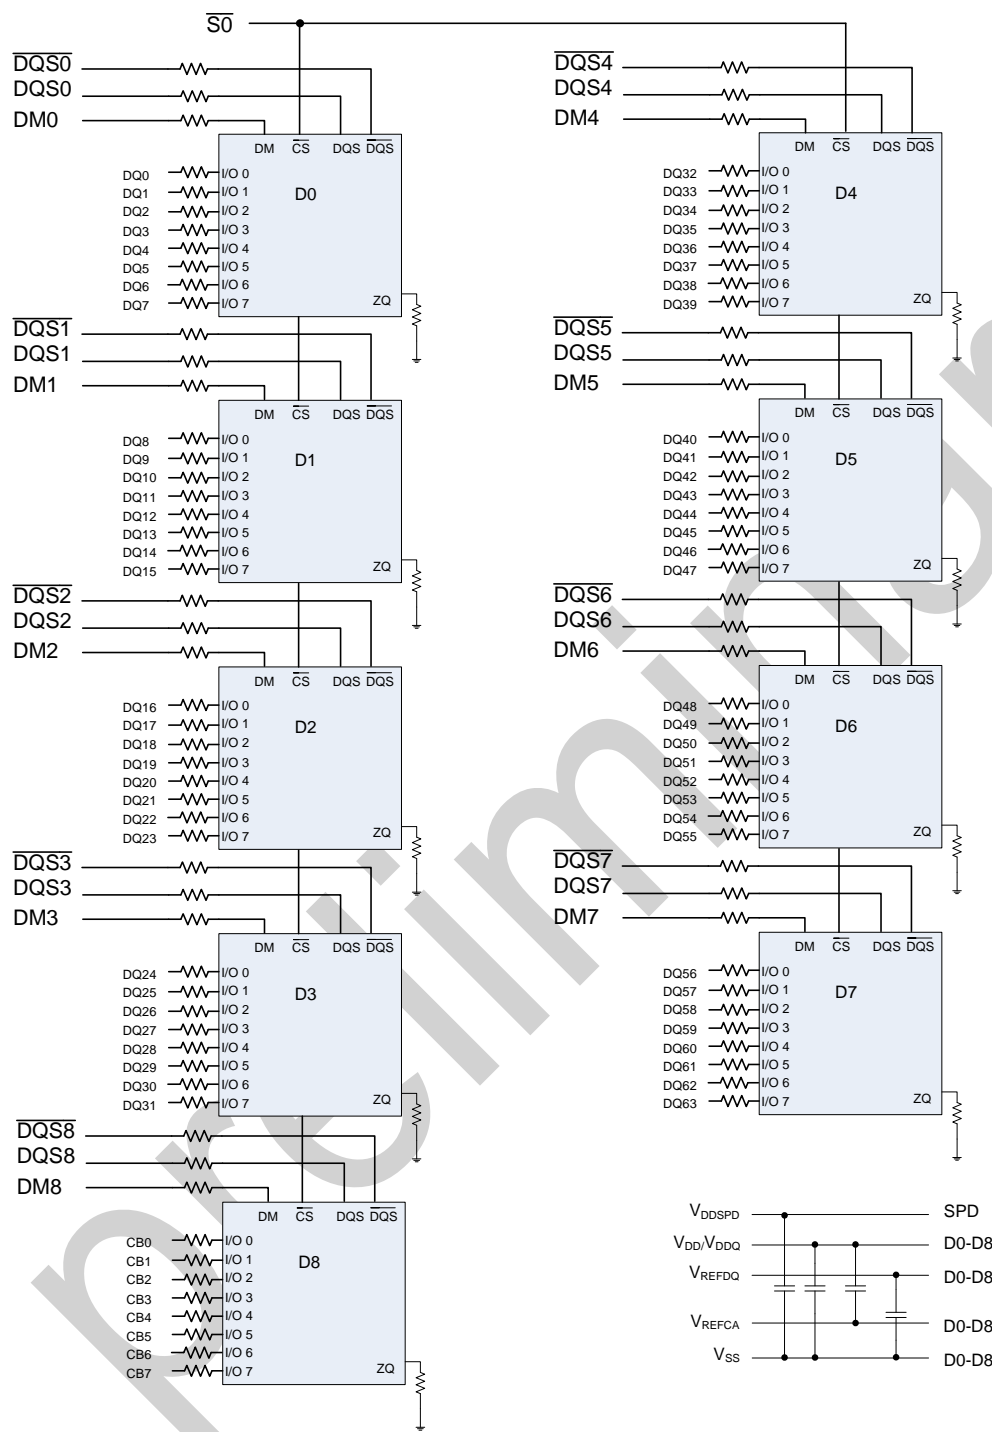 S0
DQS0
DQS0
DM0
DM CS DQS DQS
D0
DQ0 I/O 0
DQ1 I/O 1
DQ2 I/O 2
DQ3 I/O 3
DQ4 I/O 4
DQ5 I/O 5
DQ6 I/O 6
DQ7 I/O 7
ZQ
DQS1
DQS1
DM1
DM CS DQS DQS
D1
DQ8 I/O 0
DQ9 I/O 1
DQ10 I/O 2
DQ11 I/O 3
DQ12 I/O 4
DQ13 I/O 5
DQ14 I/O 6
DQ15 I/O 7
ZQ
DQS2
DQS2
DM2
DM CS DQS DQS
D2
DQ16 I/O 0
DQ17 I/O 1
DQ18 I/O 2
DQ19 I/O 3
DQ20 I/O 4
DQ21 I/O 5
DQ22 I/O 6
DQ23 I/O 7
ZQ
DQS3
DQS3
DM3
DM CS DQS DQS
D3
DQ24 I/O 0
DQ25 I/O 1
DQ26 I/O 2
DQ27 I/O 3
DQ28 I/O 4
DQ29 I/O 5
DQ30 I/O 6
DQ31 I/O 7
ZQ
DQS8
DQS8
DM8
DM CS DQS DQS
D8
CB0 I/O 0
CB1 I/O 1
CB2 I/O 2
CB3 I/O 3
CB4 I/O 4
CB5 I/O 5
CB6 I/O 6
CB7 I/O 7
ZQ
DQS4
DQS4
DM4
DM CS DQS DQS
D4
DQ32 I/O 0
DQ33 I/O 1
DQ34 I/O 2
DQ35 I/O 3
DQ36 I/O 4
DQ37 I/O 5
DQ38 I/O 6
DQ39 I/O 7
ZQ
DQS5
DQS5
DM5
DM CS DQS DQS
D5
DQ40 I/O 0
DQ41 I/O 1
DQ42 I/O 2
DQ43 I/O 3
DQ44 I/O 4
DQ45 I/O 5
DQ46 I/O 6
DQ47 I/O 7
ZQ
DQS6
DQS6
DM6
DM CS DQS DQS
D6
DQ48 I/O 0
DQ49 I/O 1
DQ50 I/O 2
DQ51 I/O 3
DQ52 I/O 4
DQ53 I/O 5
DQ54 I/O 6
DQ55 I/O 7
ZQ
DQS7
DQS7
DM7
DM CS DQS DQS
D7
DQ56 I/O 0
DQ57 I/O 1
DQ58 I/O 2
DQ59 I/O 3
DQ60 I/O 4
DQ61 I/O 5
DQ62 I/O 6
DQ63 I/O 7
ZQ
VDDSPD SPD
VDD/VDDQ D0-D8
VREFDQ D0-D8
VREFCA D0-D8
VSS D0-D8